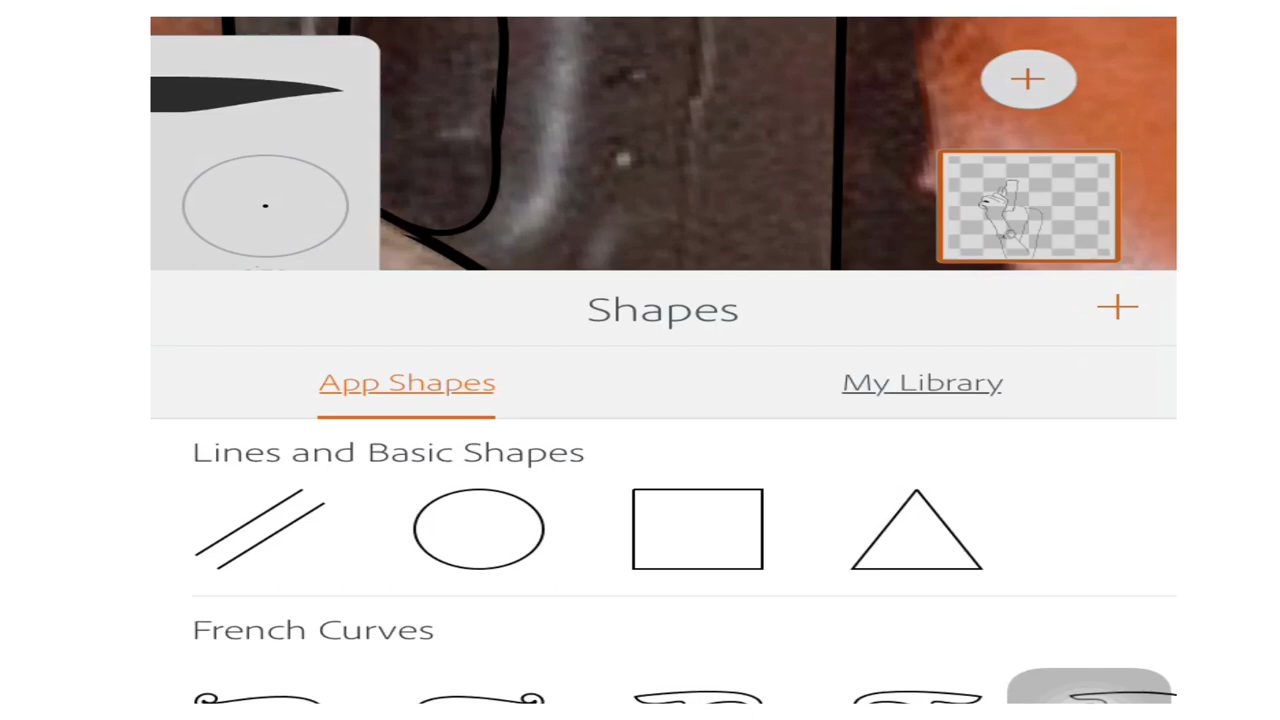 Shapes
App Shapes
My Library
Lines and Basic Shapes
French Curves